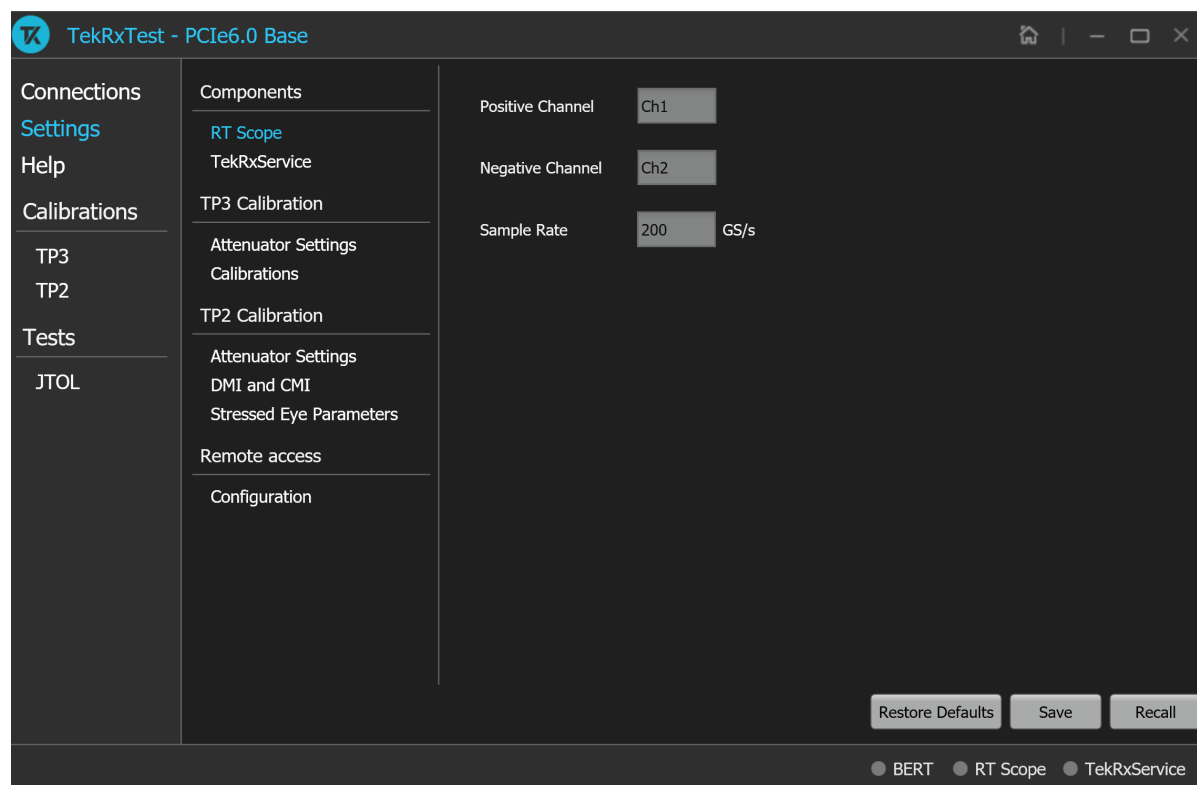 TekRxTest - PCIe6.0 Base
Connections
Settings
Help
Calibrations
TP3
TP2
Tests
JTOL
Components
RT Scope
TekRxService
TP3 Calibration
Attenuator Settings
Calibrations
TP2 Calibration
Attenuator Settings
DMI and CMI
Stressed Eye Parameters
Remote access
Configuration
Positive Channel Ch1
Negative Channel Ch2
Sample Rate 200 GS/s
Restore Defaults Save Recall
BERT RT Scope TekRxService